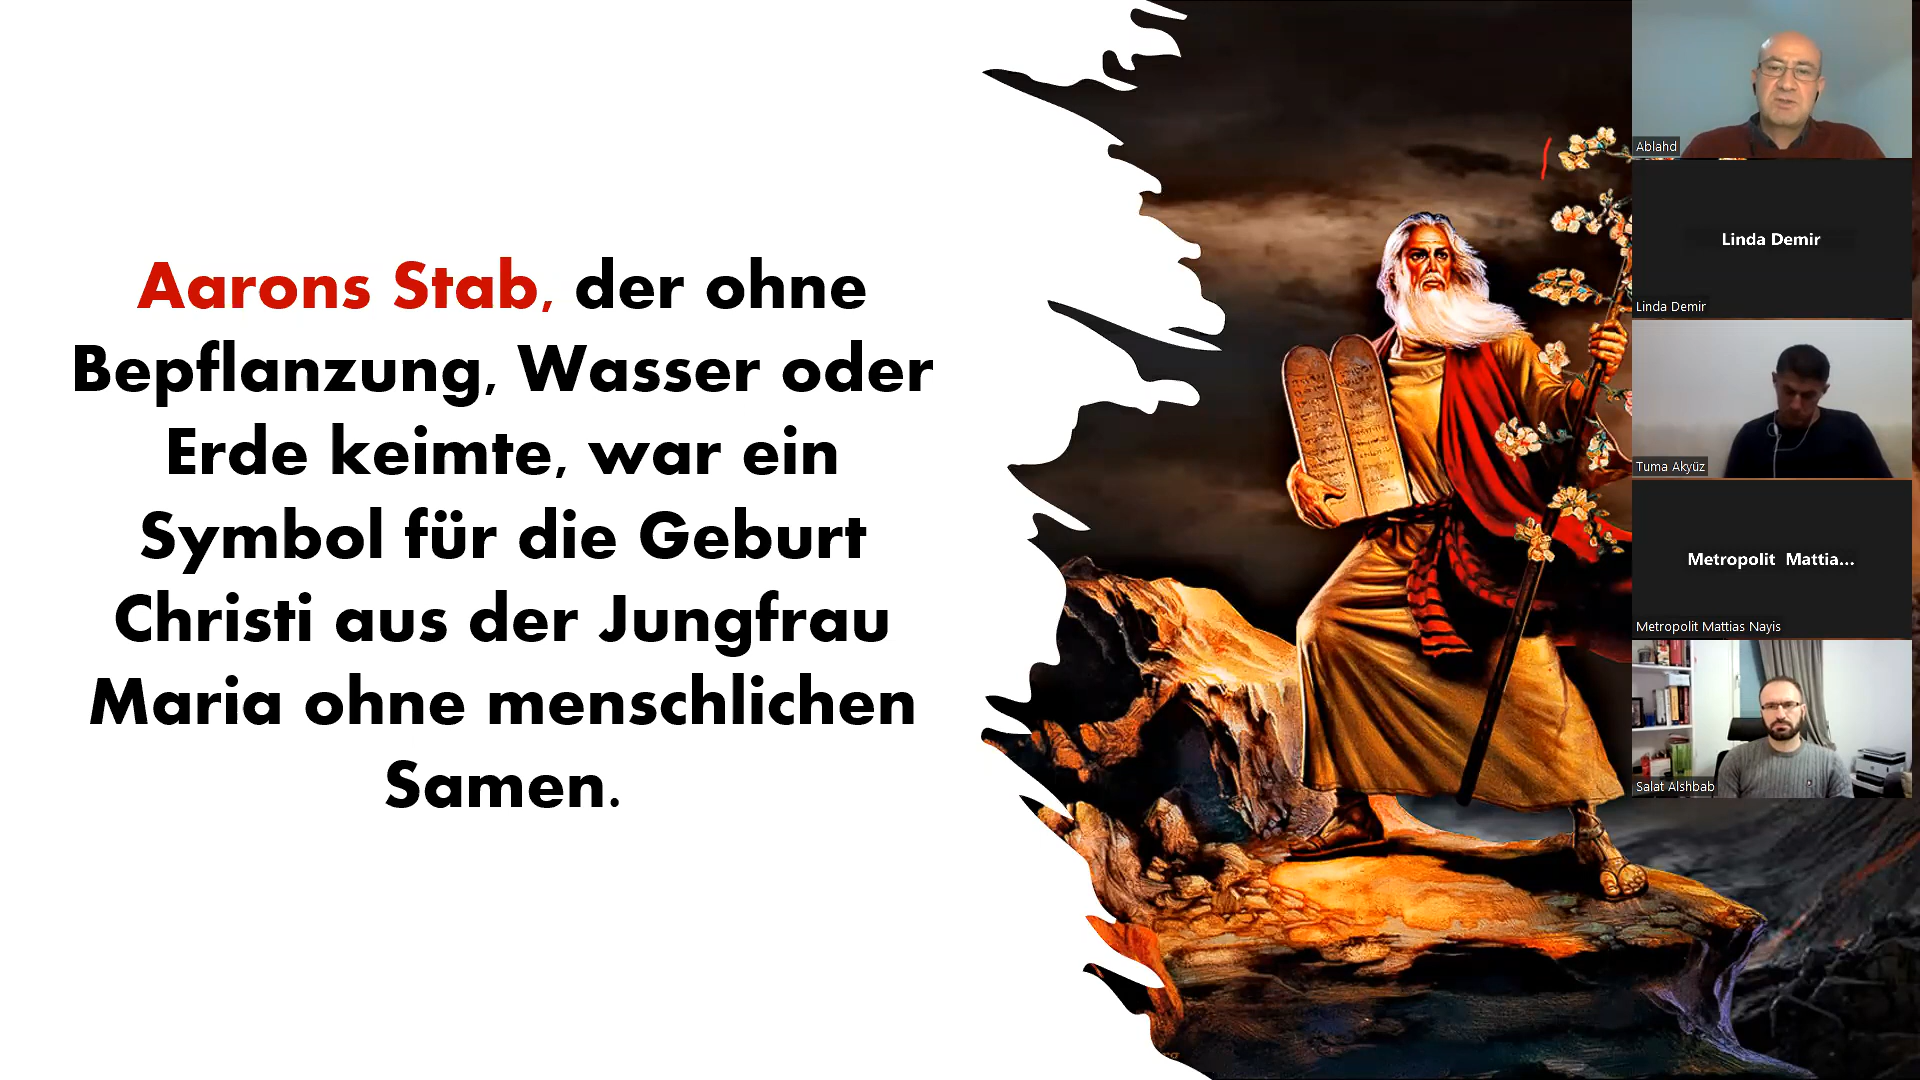 Aarons Stab, der ohne
Bepflanzung, Wasser oder
Erde keimte, war ein
Symbol für die Geburt
Christi aus der Jungfrau
Maria ohne menschlichen
Samen.
Ablahd
Linda Demir
Linda Demir
Tuma Akyüz
Metropolit Mattia...
Metropolit Mattias Nayis
Salat Alshbab